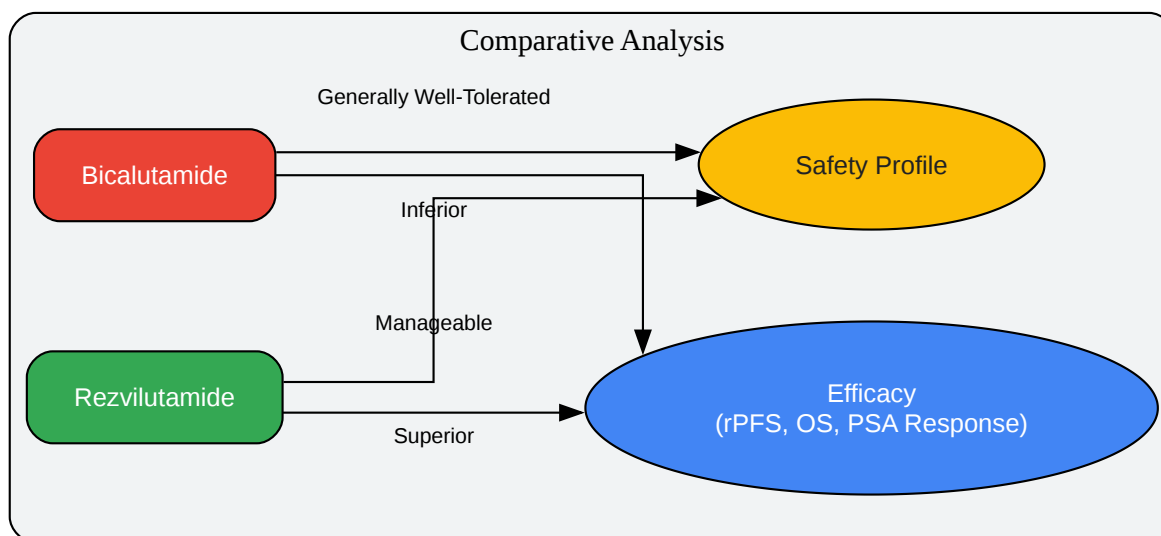 Comparative Analysis
Generally Well-Tolerated
Bicalutamide
Safety Profile
Inferior
Manageable
Rezvilutamide
Efficacy
(rPFS, OS, PSA Response)
Superior